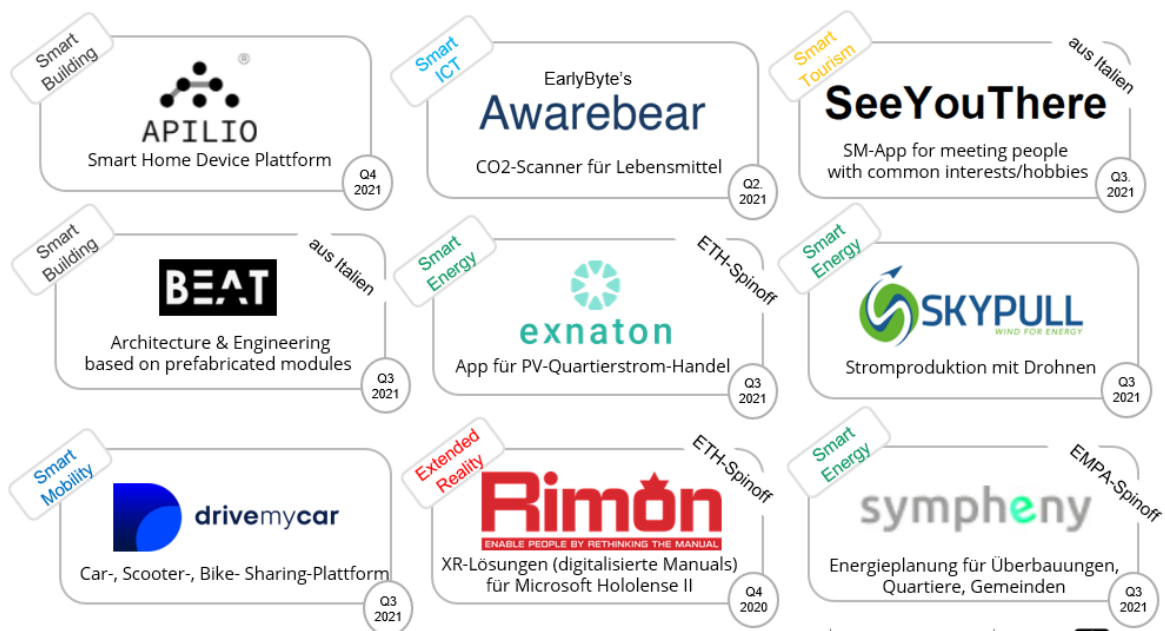 Smart
Building
®
APILIO
Smart Home Device Plattform
Q4
2021
Smart
ICT
EarlyByte's
Awarebear
CO2-Scanner für Lebensmittel
Q2.
2021
Smart
Tourism
aus Italien
SeeYouThere
SM-App for meeting people
with common interests/hobbies
Q3.
2021
Smart
Building
aus Italien
BEAT
Architecture & Engineering
based on prefabricated modules
Q3
2021
Smart
Energy
ETH-Spinoff
exnaton
App für PV-Quartierstrom-Handel
Q3
2021
Smart
Energy
SKYPULL
WIND FOR ENERGY
Stromproduktion mit Drohnen
Q3
2021
Smart
Mobility
drivemycar
Car-, Scooter-, Bike- Sharing-Plattform
Q3
2021
Extended
Reality
ETH-Spinoff
Rimon
ENABLE PEOPLE BY RETHINKING THE MANUAL
XR-Lösungen (digitalisierte Manuals)
für Microsoft Hololense II
Q4
2020
Smart
Energy
EMPA-Spinoff
sympheny
Energieplanung für Überbauungen,
Quartiere, Gemeinden
Q3
2021